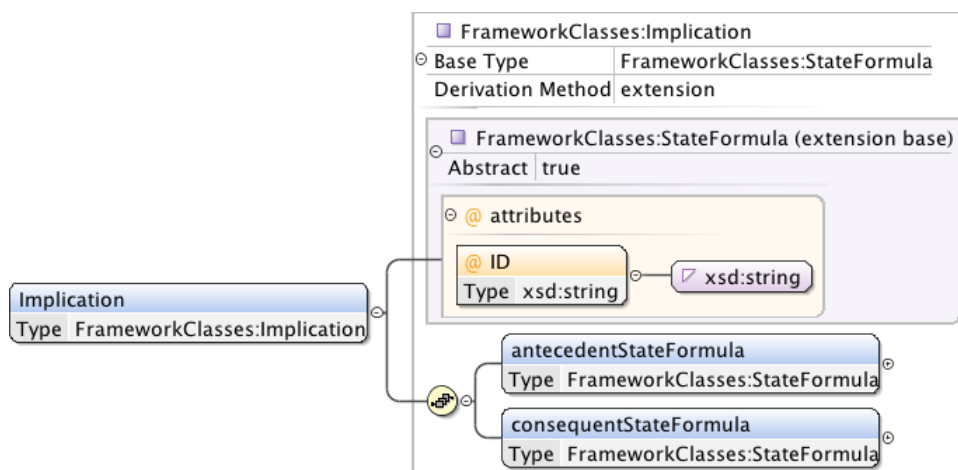 FrameworkClasses:Implication
Base Type FrameworkClasses:StateFormula
Derivation Method extension
FrameworkClasses:StateFormula (extension base)
Abstract true
@ attributes
@ ID
Type xsd:string
xsd:string
Implication
Type FrameworkClasses:Implication
antecedentStateFormula
Type FrameworkClasses:StateFormula
consequentStateFormula
Type FrameworkClasses:StateFormula